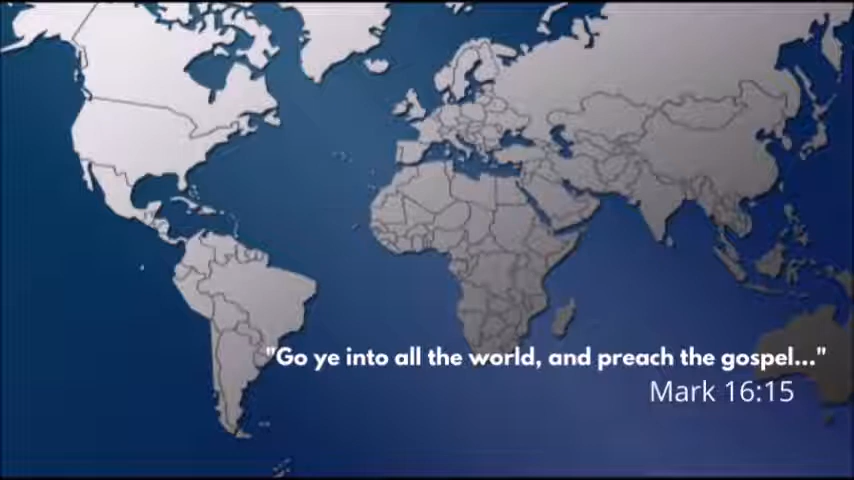 "Go ye into all the world, and preach the gospel..."
Mark 16:15